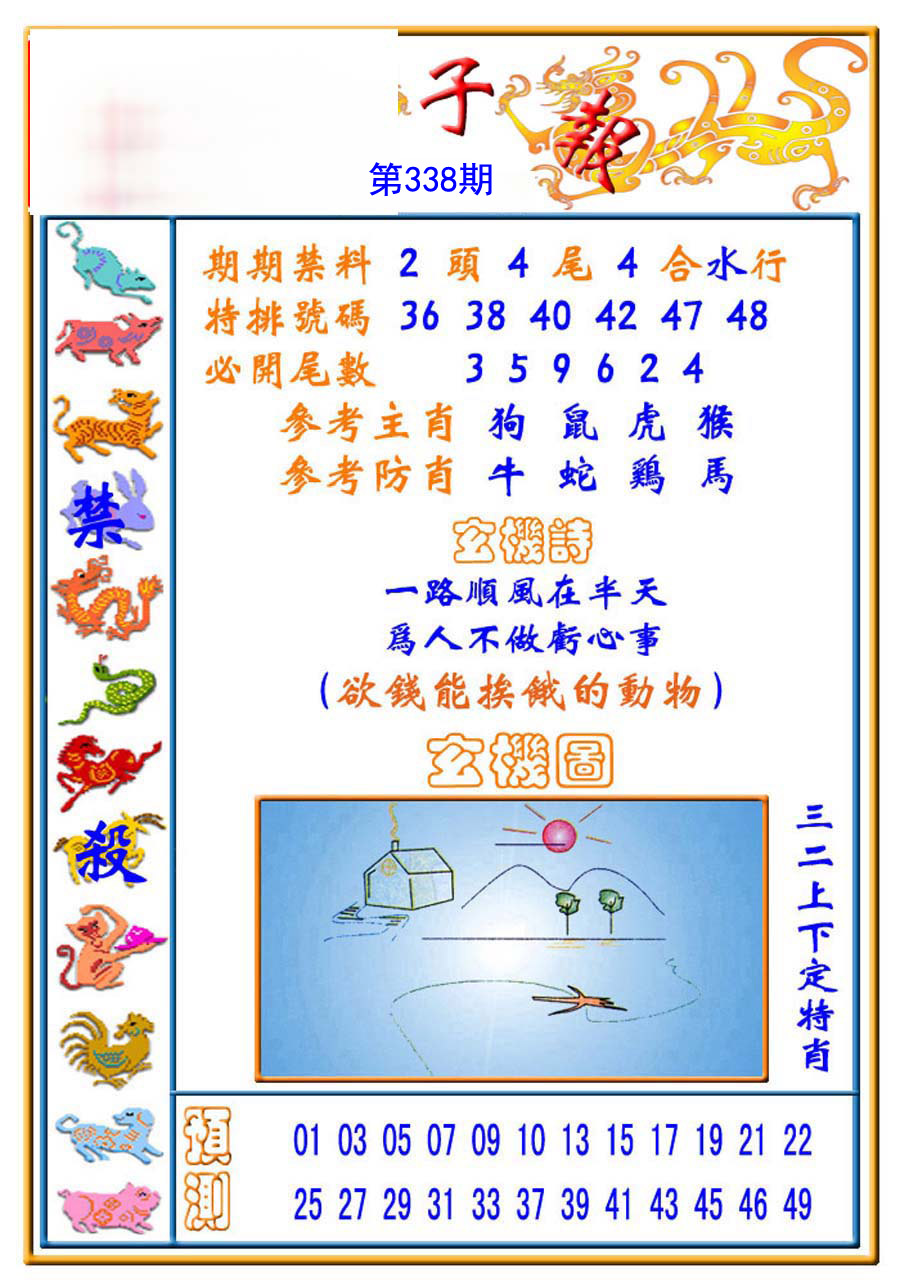 子報
第338期
期期禁料 2 頭 4 尾 4 合水行
特排號碼 36 38 40 42 47 48
必開尾數 3 5 9 6 2 4
參考主肖 狗 鼠 虎 猴
參考防肖 牛 蛇 鷄 馬
玄機詩
一路順風在半天
爲人不做虧心事
(欲錢能挨餓的動物)
玄機圖
三二上下定特肖
禁
殺
預測
01 03 05 07 09 10 13 15 17 19 21 22
25 27 29 31 33 37 39 41 43 45 46 49